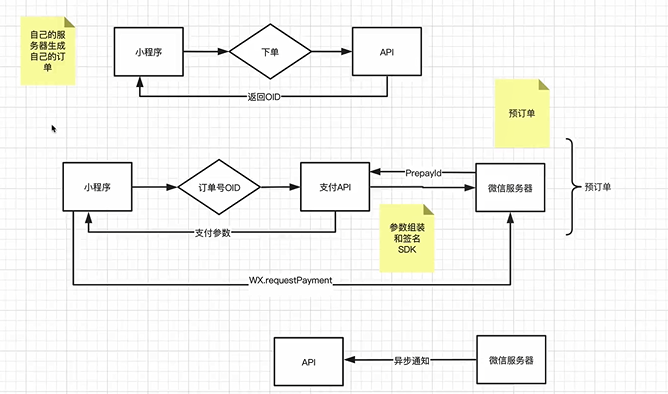 自己的服
务器生成
自己的订
单
小程序
下单
API
返回OID
预订单
小程序
订单号OID
支付API
PrepayId
微信服务器
预订单
支付参数
参数组装
和签名
SDK
WX.requestPayment
API
异步通知
微信服务器